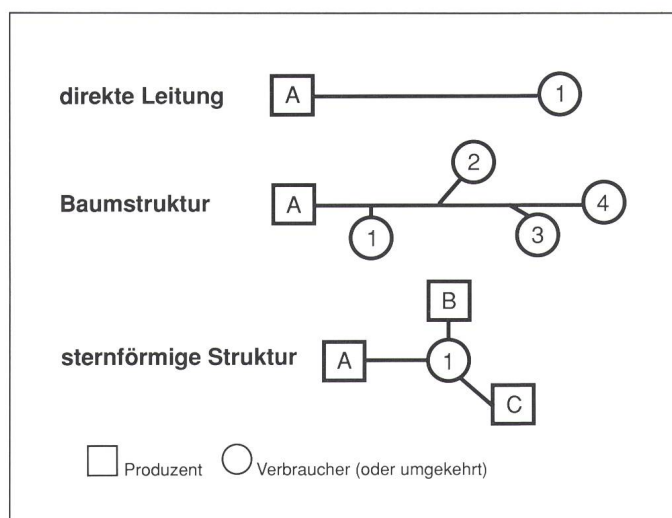 direkte Leitung
A 1
2
Baumstruktur A 4
1 3
B
sternförmige Struktur A 1
C
Produzent Verbraucher (oder umgekehrt)